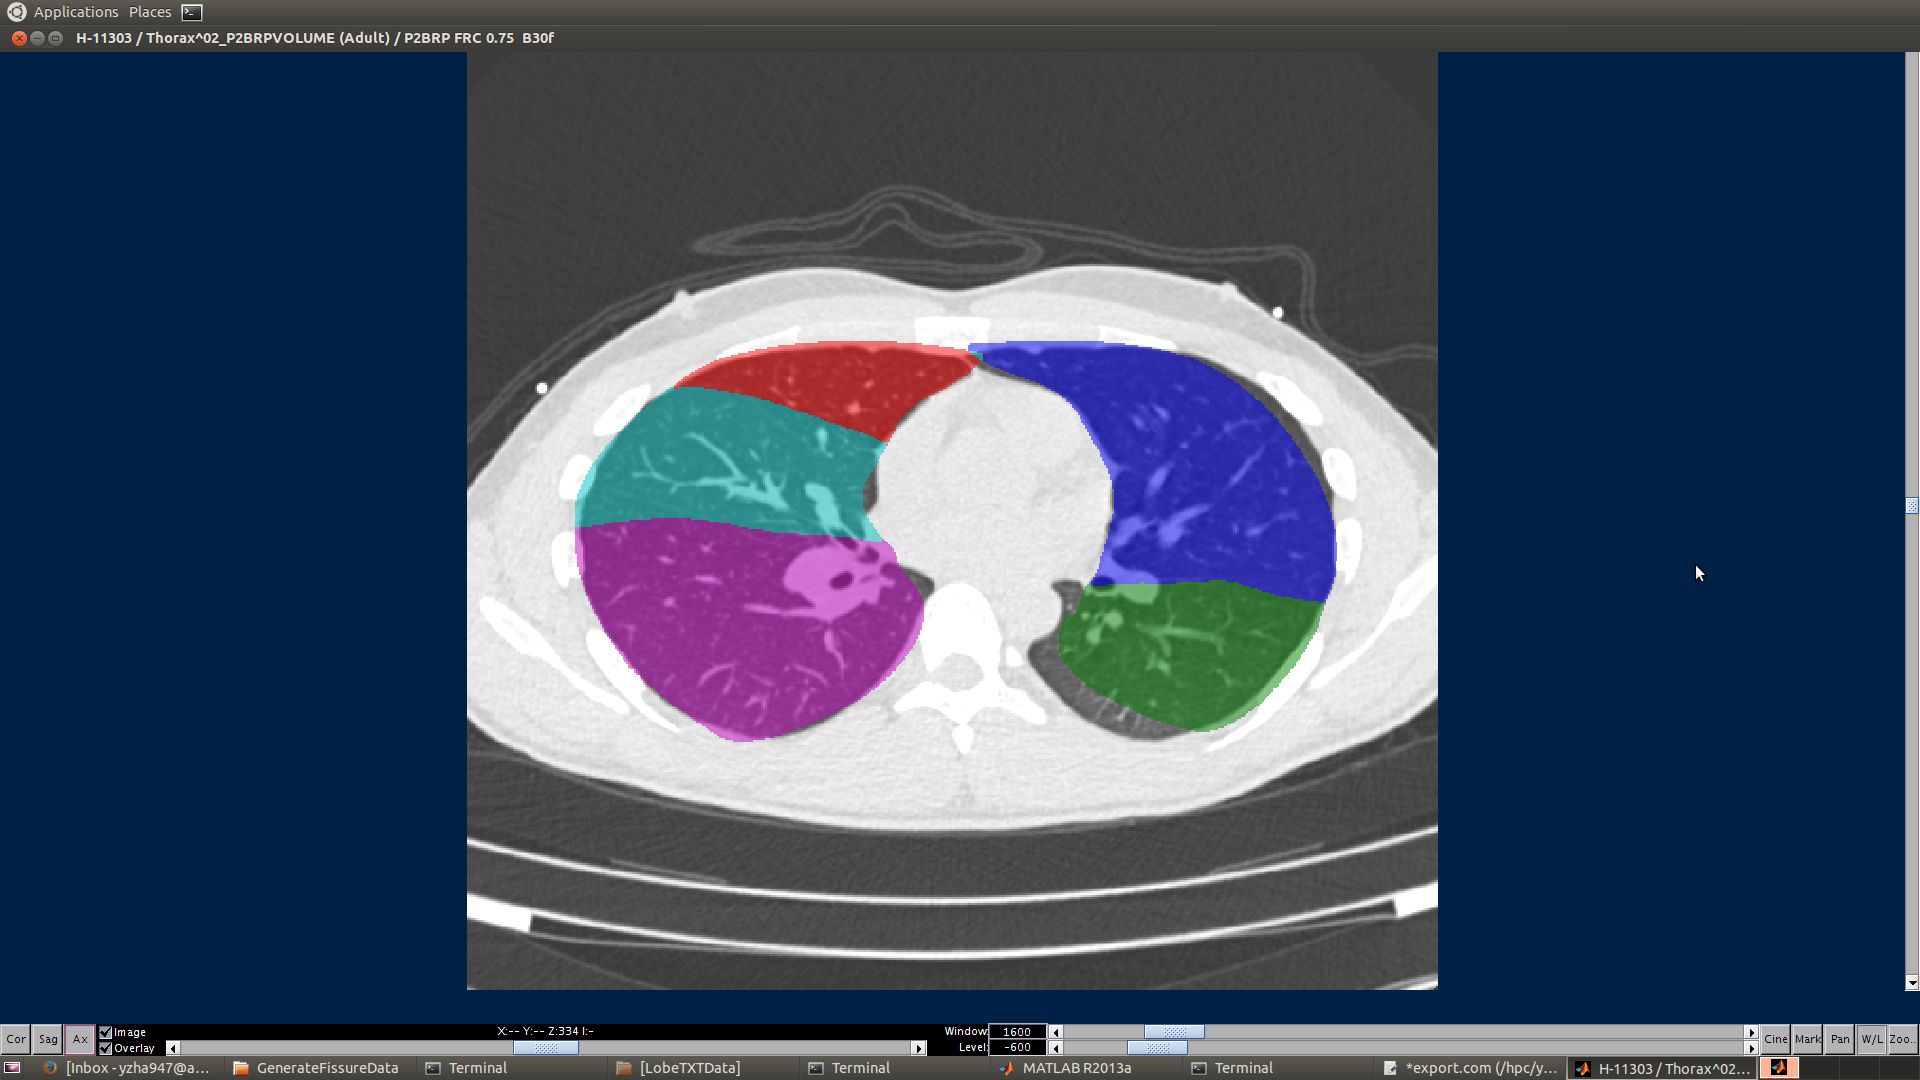 Applications Places
H-11303 / Thorax^02_P2BRPVOLUME (Adult) / P2BRP FRC 0.75 B30f
Cor Sag Ax
Image
Overlay
X:-- Y:-- Z:334 I:-
Window: 1600
Level: -600
Cine Mark Pan W/L Zoo..
[Inbox - yzha947@a... GenerateFissureData Terminal [LobeTXTData] Terminal MATLAB R2013a Terminal *export.com (/hpc/y... H-11303 / Thorax^02...